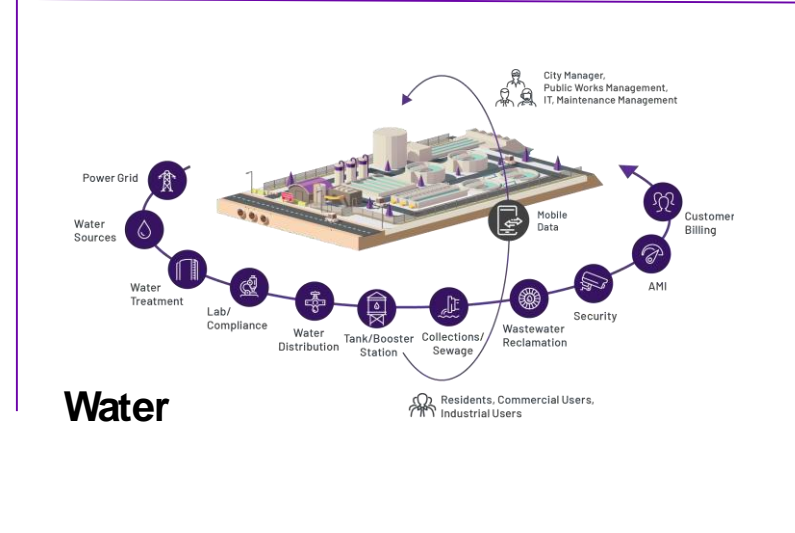 City Manager,
Public Works Management,
IT, Maintenance Management
Power Grid
Water
Sources
Water
Treatment
Lab/
Compliance
Water
Distribution
Tank/Booster
Station
Collections/
Sewage
Wastewater
Reclamation
Security
AMI
Customer
Billing
Mobile
Data
Residents, Commercial Users,
Industrial Users
Water